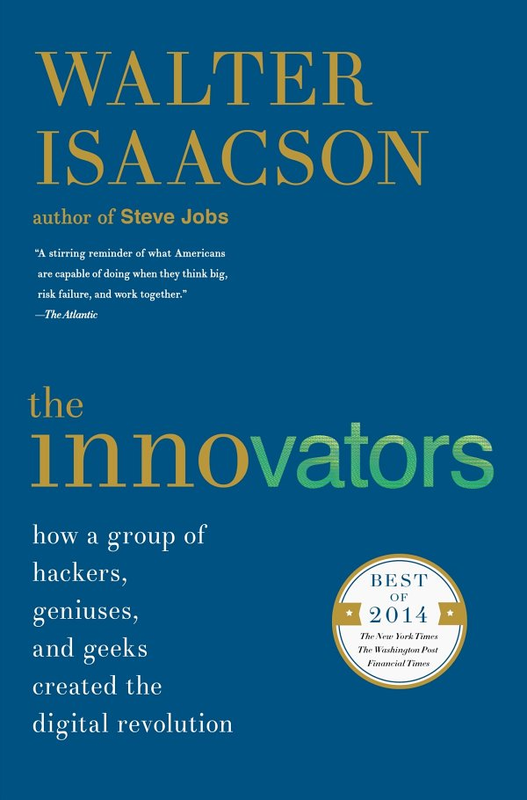 WALTER
ISAACSON
author of Steve Jobs
“A stirring reminder of what Americans
are capable of doing when they think big,
risk failure, and work together.”
—The Atlantic
the
innovators
how a group of
hackers,
geniuses,
and geeks
created the
digital revolution
BEST
OF
2014
The New York Times
The Washington Post
Financial Times